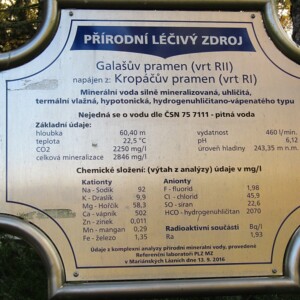 PŘÍRODNÍ LÉČIVÝ ZDROJ
Galašův pramen (vrt RII)
napájen z: Kropáčův pramen (vrt RI)
Minerální voda silně mineralizovaná, uhličitá,
termální vlažná, hypotonická, hydrogenuhličitano-vápenatého typu
Nejedná se o vodu dle ČSN 75 7111 - pitná voda
Základní údaje:
hloubka 60,40 m vydatnost 460 l/min.
teplota 22,5 °C pH 6,12
CO2 2250 mg/l úroveň hladiny 243,35 m n.m.
celková mineralizace 2846 mg/l
Chemické složení: (výtah z analýzy) údaje v mg/l
Kationty Anionty
Na - Sodík 92 F - fluorid 1,98
K - Draslík 9,9 Cl - chlorid 45,9
Mg - Hořčík 58,3 SO - síran 22,6
Ca - vápník 502 HCO - hydrogenuhličitan 2070
Zn - zinek 0,011
Mn - mangan 0,29 Radioaktivní součásti Bq/l
Fe - železo 1,35 Ra 1,93
Údaje z komplexní analýzy přírodní minerální vody, provedené
Referenční laboratoří PLZ MZ
v Mariánských Lázních dne 13. 9. 2016